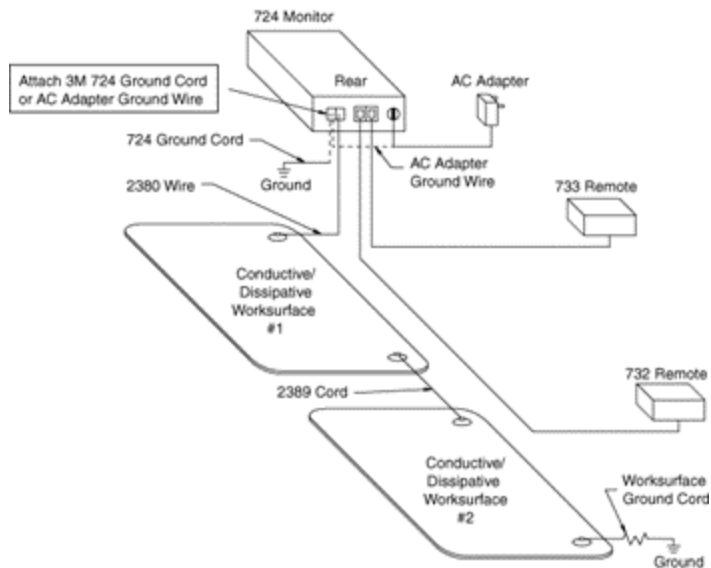 724 Monitor
Attach 3M 724 Ground Cord
or AC Adapter Ground Wire
Rear
AC Adapter
724 Ground Cord
Ground
AC Adapter
Ground Wire
2380 Wire
733 Remote
Conductive/
Dissipative
Worksurface
#1
732 Remote
2389 Cord
Conductive/
Dissipative
Worksurface
#2
Worksurface
Ground Cord
Ground